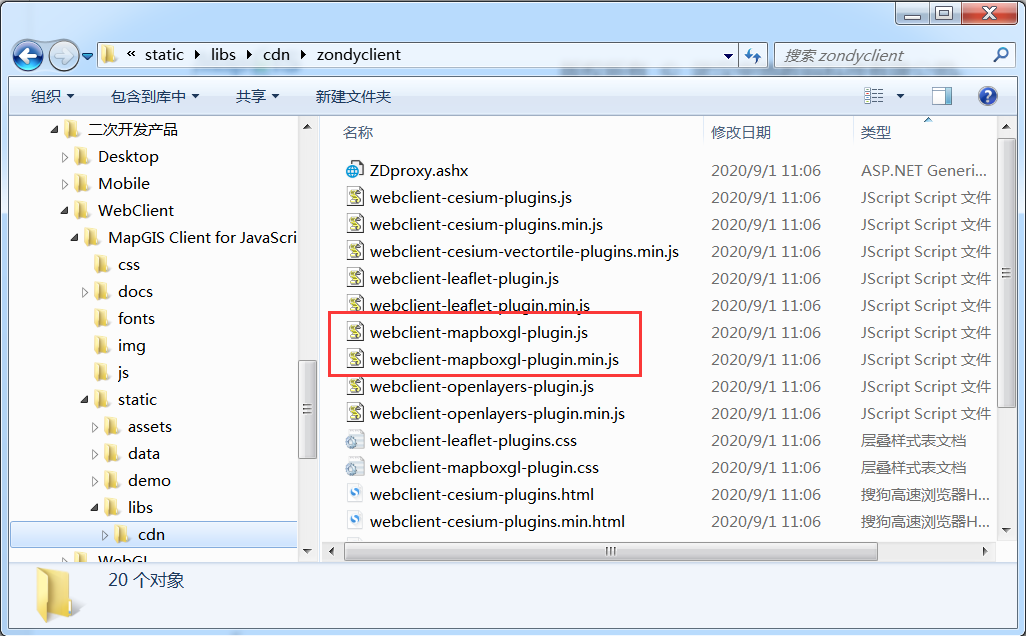 « static libs cdn zondyclient
搜索 zondyclient
组织 包含到库中 共享 新建文件夹
二次开发产品
Desktop
Mobile
WebClient
MapGIS Client for JavaScri
css
docs
fonts
img
js
static
assets
data
demo
libs
cdn
WebGL
名称 修改日期 类型
ZDproxy.ashx 2020/9/1 11:06 ASP.NET Generi...
webclient-cesium-plugins.js 2020/9/1 11:06 JScript Script 文件
webclient-cesium-plugins.min.js 2020/9/1 11:06 JScript Script 文件
webclient-cesium-vectortile-plugins.min.js 2020/9/1 11:06 JScript Script 文件
webclient-leaflet-plugin.js 2020/9/1 11:06 JScript Script 文件
webclient-leaflet-plugin.min.js 2020/9/1 11:06 JScript Script 文件
webclient-mapboxgl-plugin.js 2020/9/1 11:06 JScript Script 文件
webclient-mapboxgl-plugin.min.js 2020/9/1 11:06 JScript Script 文件
webclient-openlayers-plugin.js 2020/9/1 11:06 JScript Script 文件
webclient-openlayers-plugin.min.js 2020/9/1 11:06 JScript Script 文件
webclient-leaflet-plugins.css 2020/9/1 11:06 层叠样式表文档
webclient-mapboxgl-plugin.css 2020/9/1 11:06 层叠样式表文档
webclient-cesium-plugins.html 2020/9/1 11:06 搜狗高速浏览器H...
webclient-cesium-plugins.min.html 2020/9/1 11:06 搜狗高速浏览器H...
20 个对象